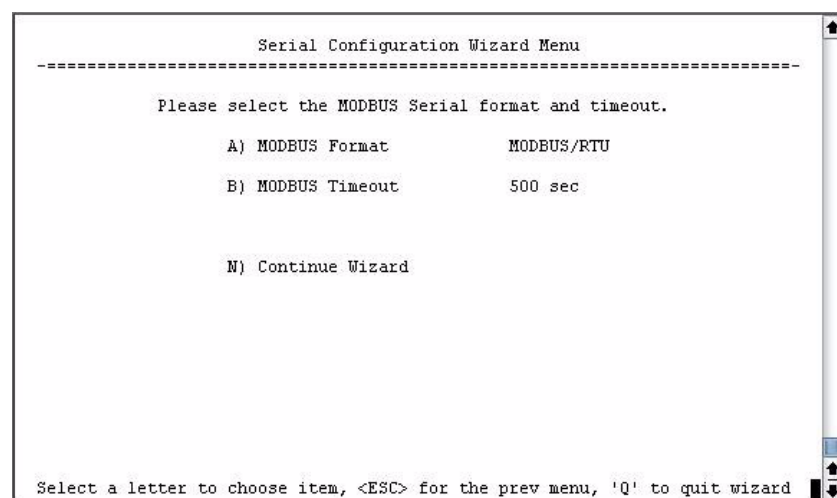 Serial Configuration Wizard Menu
-==========================================================================-
Please select the MODBUS Serial format and timeout.
A) MODBUS Format MODBUS/RTU
B) MODBUS Timeout 500 sec
N) Continue Wizard
Select a letter to choose item, <ESC> for the prev menu, 'Q' to quit wizard